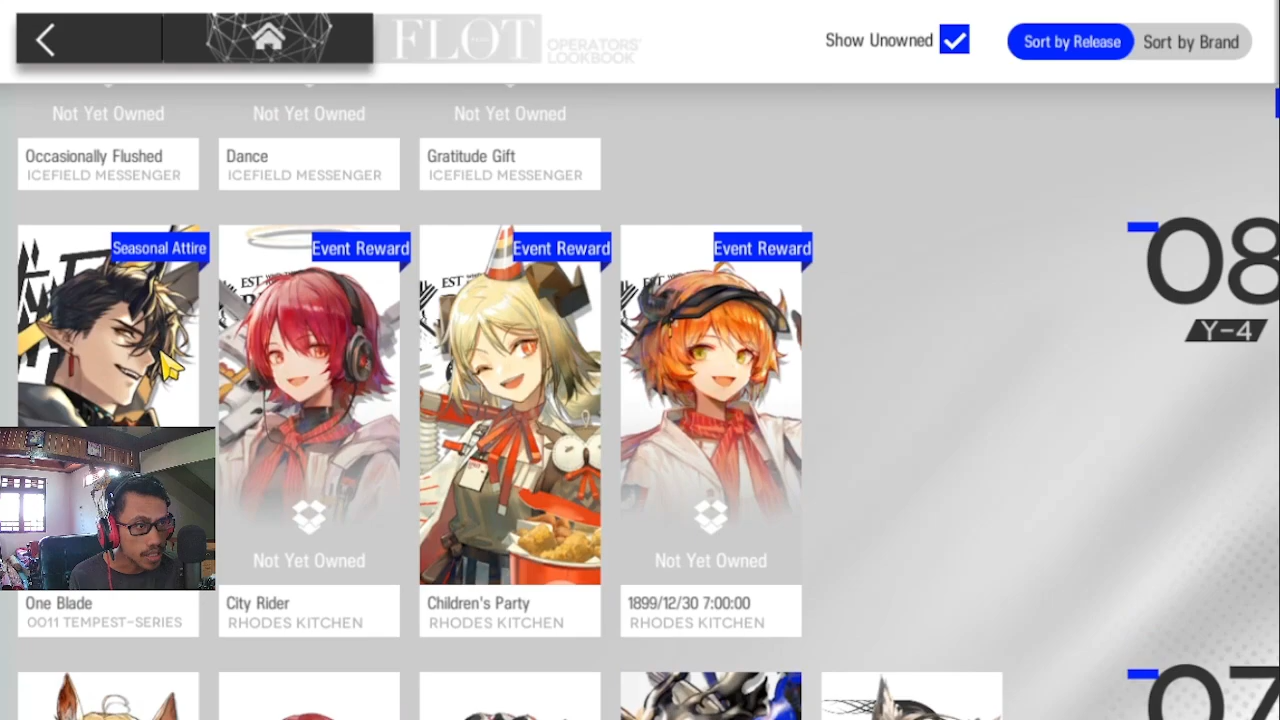 FLOT
OPERATORS'
LOOKBOOK
Show Unowned
Sort by Release
Sort by Brand
Not Yet Owned
Not Yet Owned
Not Yet Owned
Occasionally Flushed
ICEFIELD MESSENGER
Dance
ICEFIELD MESSENGER
Gratitude Gift
ICEFIELD MESSENGER
08
Y-4
Seasonal Attire
Event Reward
Event Reward
Event Reward
EST
EST
EST
Not Yet Owned
Not Yet Owned
One Blade
0011 TEMPEST-SERIES
City Rider
RHODES KITCHEN
Children's Party
RHODES KITCHEN
1899/12/30 7:00:00
RHODES KITCHEN
07